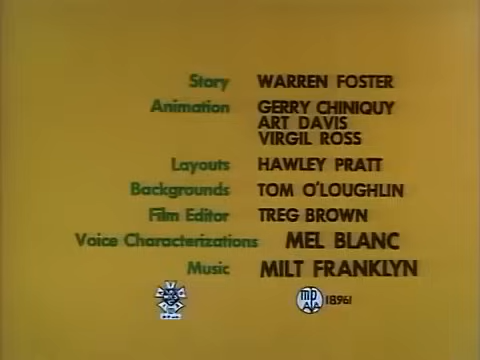 Story WARREN FOSTER
Animation GERRY CHINIQUY
ART DAVIS
VIRGIL ROSS
Layouts HAWLEY PRATT
Backgrounds TOM O'LOUGHLIN
Film Editor TREG BROWN
Voice Characterizations MEL BLANC
Music MILT FRANKLYN
18961